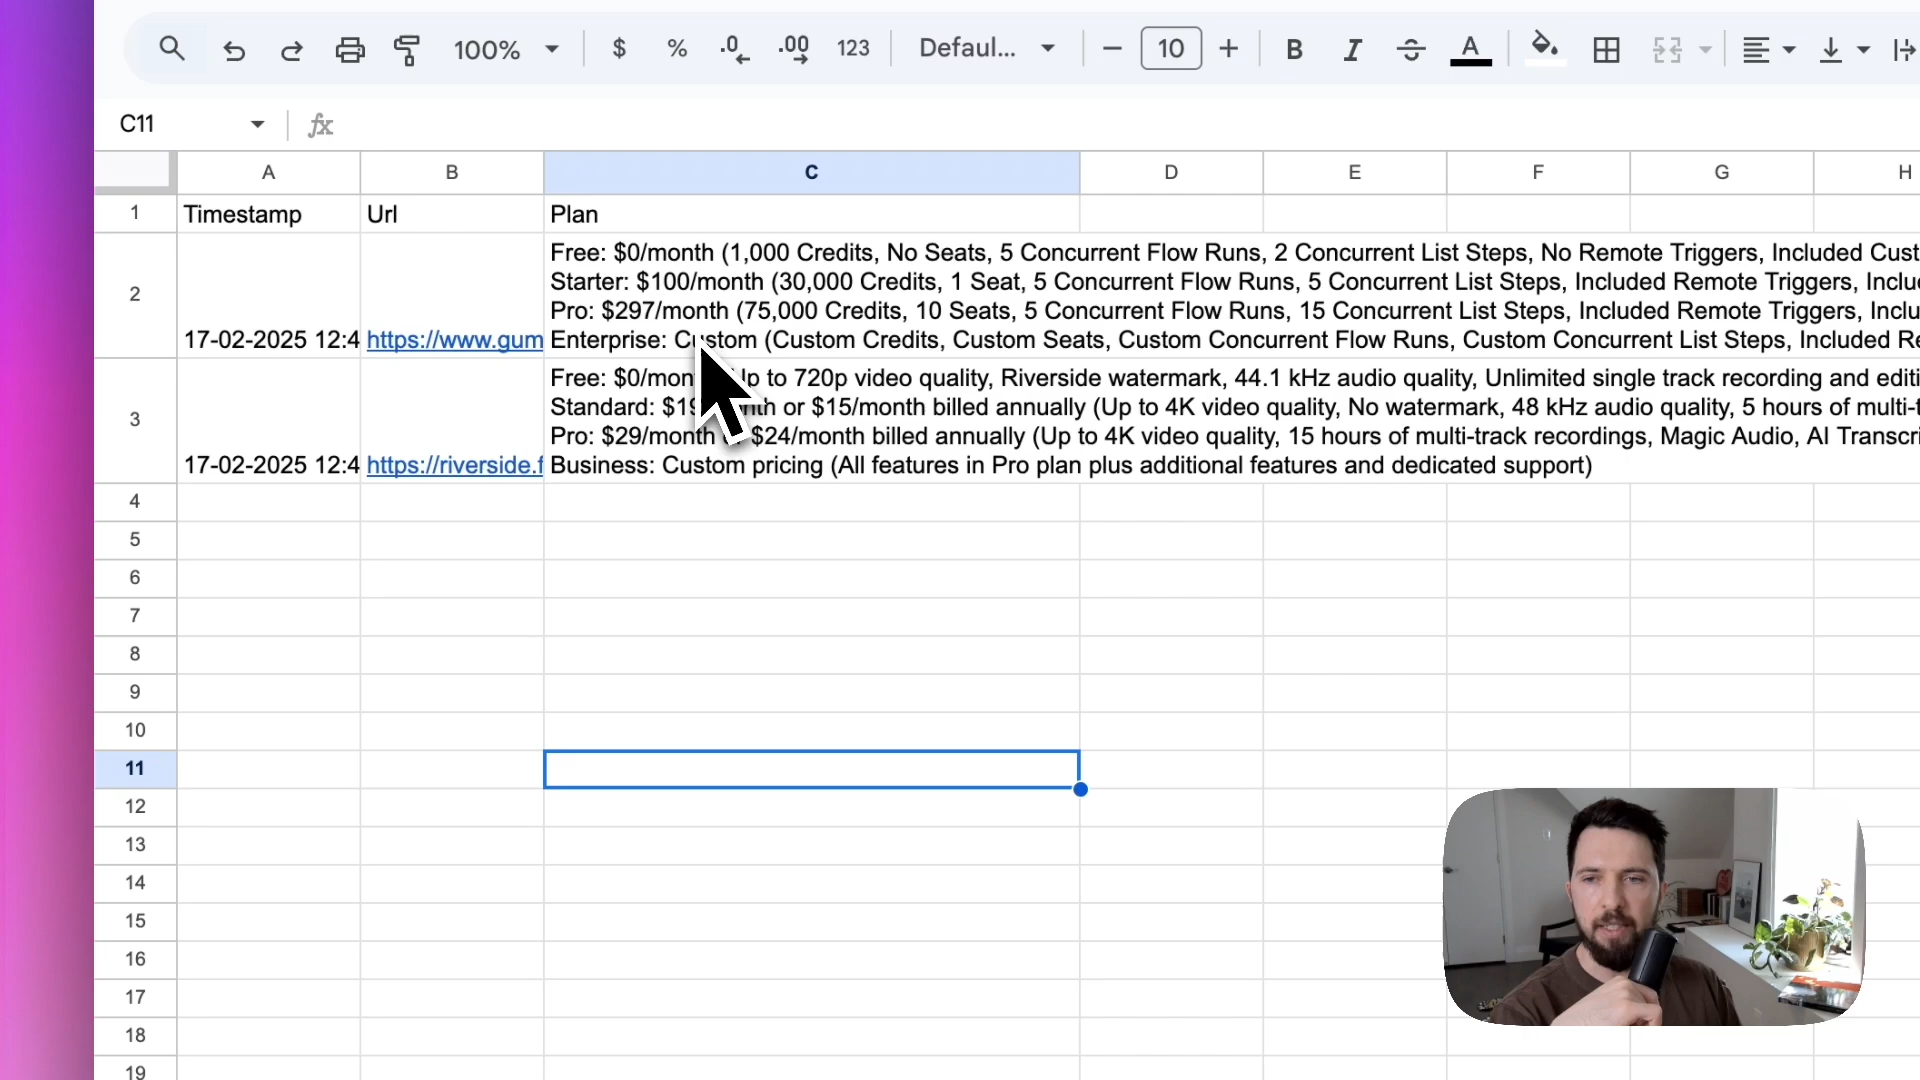 100%
$ % .0 .00 123
Defaul...
10
B I A
C11
fx
A B C D E F G H
1 Timestamp Url Plan
2 17-02-2025 12:4 https://www.gum
Free: $0/month (1,000 Credits, No Seats, 5 Concurrent Flow Runs, 2 Concurrent List Steps, No Remote Triggers, Included Cust
Starter: $100/month (30,000 Credits, 1 Seat, 5 Concurrent Flow Runs, 5 Concurrent List Steps, Included Remote Triggers, Inclu
Pro: $297/month (75,000 Credits, 10 Seats, 5 Concurrent Flow Runs, 15 Concurrent List Steps, Included Remote Triggers, Inclu
Enterprise: Custom (Custom Credits, Custom Seats, Custom Concurrent Flow Runs, Custom Concurrent List Steps, Included Re
3 17-02-2025 12:4 https://riverside.f
Free: $0/mon to 720p video quality, Riverside watermark, 44.1 kHz audio quality, Unlimited single track recording and editi
Standard: or $15/month billed annually (Up to 4K video quality, No watermark, 48 kHz audio quality, 5 hours of multi-t
Pro: $29/month $24/month billed annually (Up to 4K video quality, 15 hours of multi-track recordings, Magic Audio, AI Transcri
Business: Custom pricing (All features in Pro plan plus additional features and dedicated support)
4
5
6
7
8
9
10
11
12
13
14
15
16
17
18
19